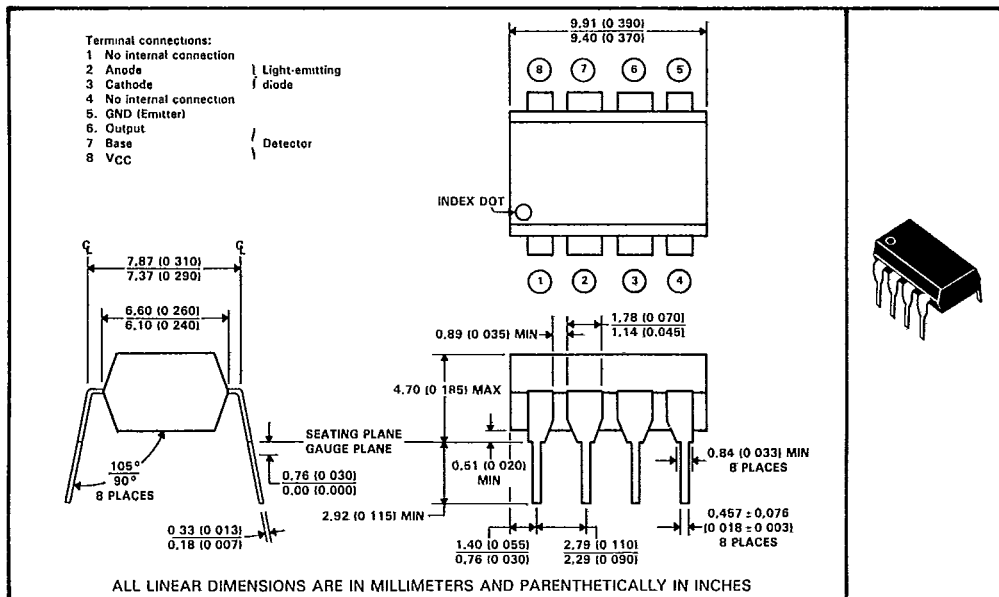 Terminal connections:
1 No internal connection
2 Anode
3 Cathode
Light-emitting
diode
4 No internal connection
5. GND (Emitter)
6. Output
7 Base
8 VCC
Detector
9,91 (0 390)
9,40 (0 370)
8 7 6 5
INDEX DOT
1 2 3 4
℄ ℄
7,87 (0 310)
7,37 (0 290)
6,60 (0 260)
6,10 (0 240)
105°
90°
8 PLACES
0 33 (0 013)
0,18 (0 007)
0,89 (0 035) MIN
1,78 (0 070)
1,14 (0,045)
4,70 (0 185) MAX
SEATING PLANE
GAUGE PLANE
0,76 (0 030)
0,00 (0.000)
0,51 (0 020)
MIN
2,92 (0 115) MIN
0,84 (0 033) MIN
8 PLACES
0,457 ± 0,076
(0 018 ± 0 003)
8 PLACES
1,40 (0 055)
0,76 (0 030)
2,79 (0 110)
2,29 (0 090)
ALL LINEAR DIMENSIONS ARE IN MILLIMETERS AND PARENTHETICALLY IN INCHES